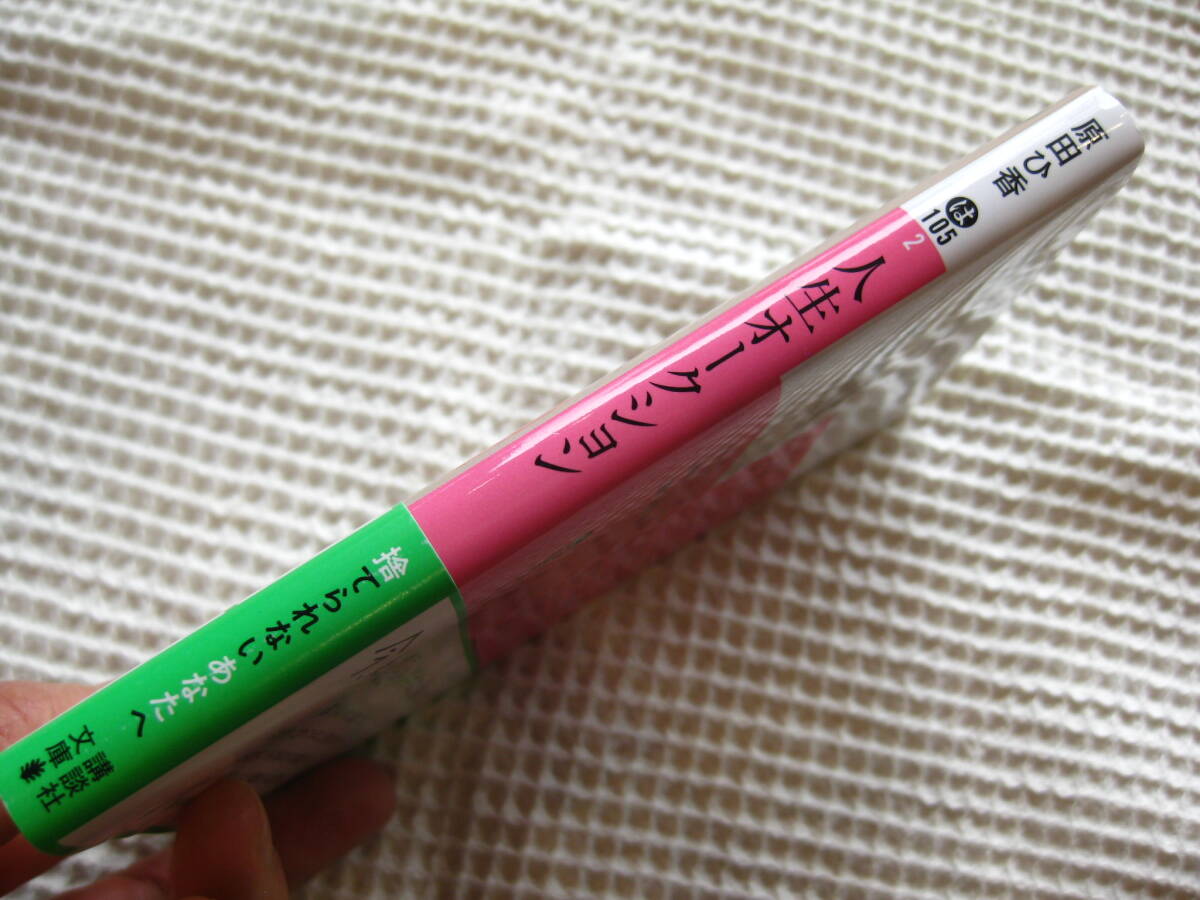 原田ひ香
は
105
2
人生オークション
捨てられないあなたへ
講談社
文庫